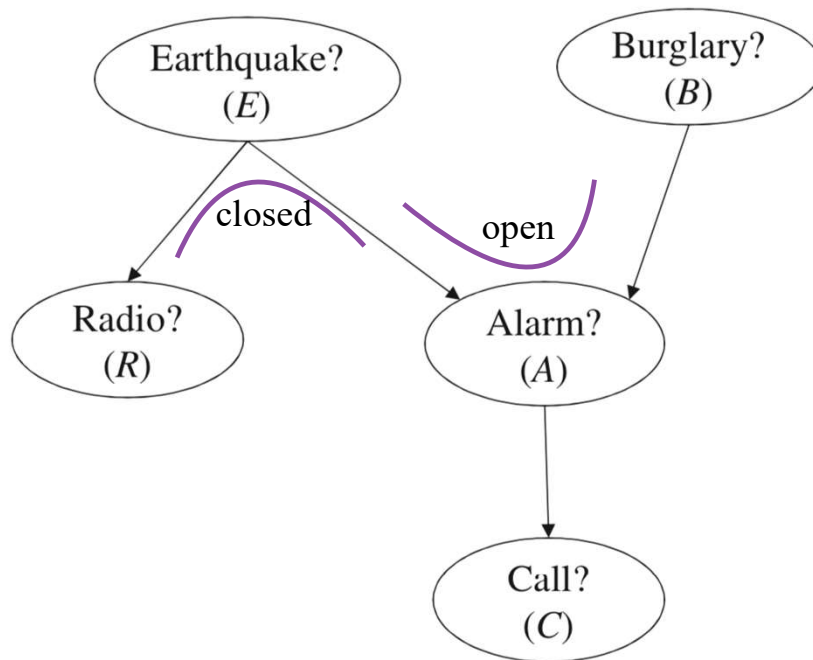 Earthquake?
(E)
Burglary?
(B)
closed
open
Radio?
(R)
Alarm?
(A)
Call?
(C)